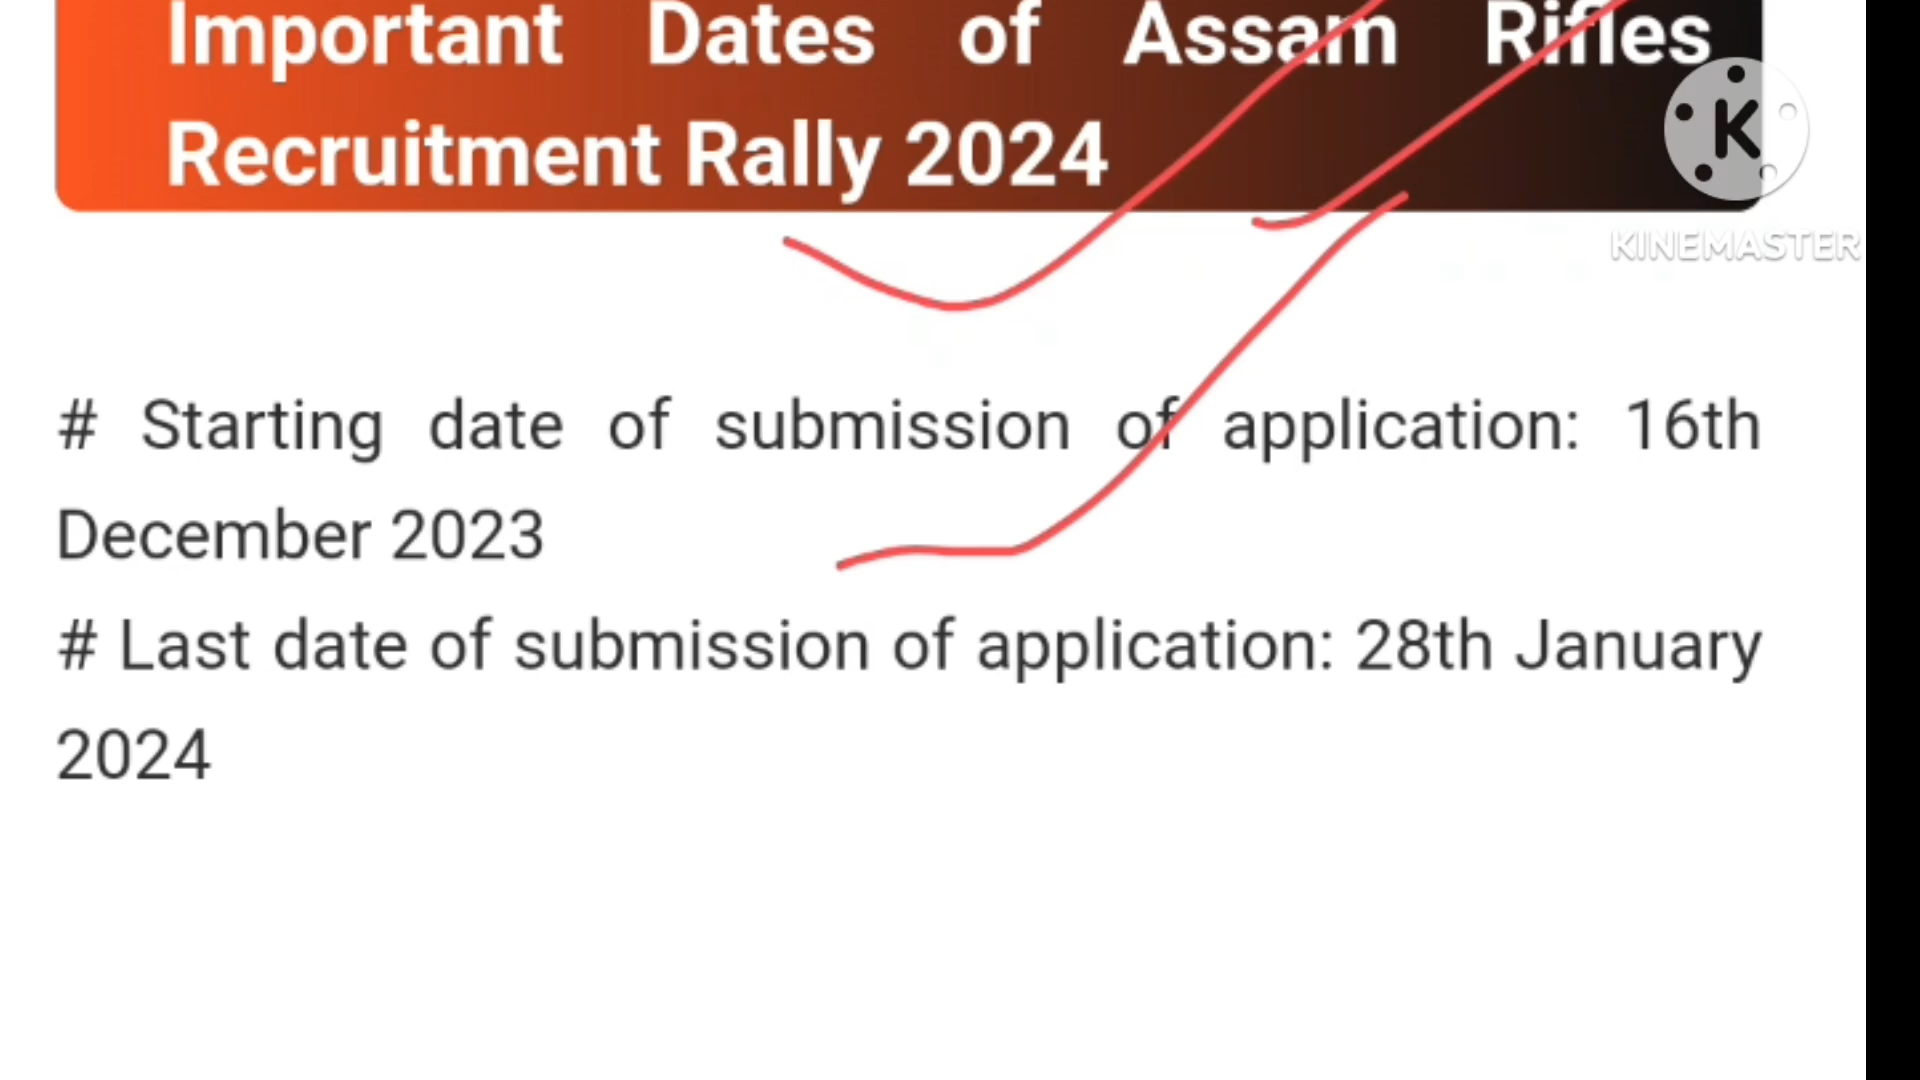 Important Dates of Assam Rifles
Recruitment Rally 2024
K
KINEMASTER
# Starting date of submission of application: 16th
December 2023
# Last date of submission of application: 28th January
2024